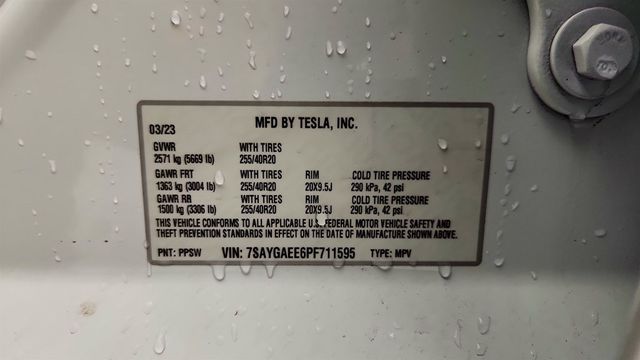 MFD BY TESLA, INC.
03/23
GVWR WITH TIRES
2571 kg (5669 lb) 255/40R20
GAWR FRT WITH TIRES RIM COLD TIRE PRESSURE
1363 kg (3004 lb) 255/40R20 20X9.5J 290 kPa, 42 psi
GAWR RR WITH TIRES RIM COLD TIRE PRESSURE
1500 kg (3306 lb) 255/40R20 20X9.5J 290 kPa, 42 psi
THIS VEHICLE CONFORMS TO ALL APPLICABLE U.S. FEDERAL MOTOR VEHICLE SAFETY AND
THEFT PREVENTION STANDARDS IN EFFECT ON THE DATE OF MANUFACTURE SHOWN ABOVE.
PNT: PPSW VIN: 7SAYGAEE6PF711595 TYPE: MPV